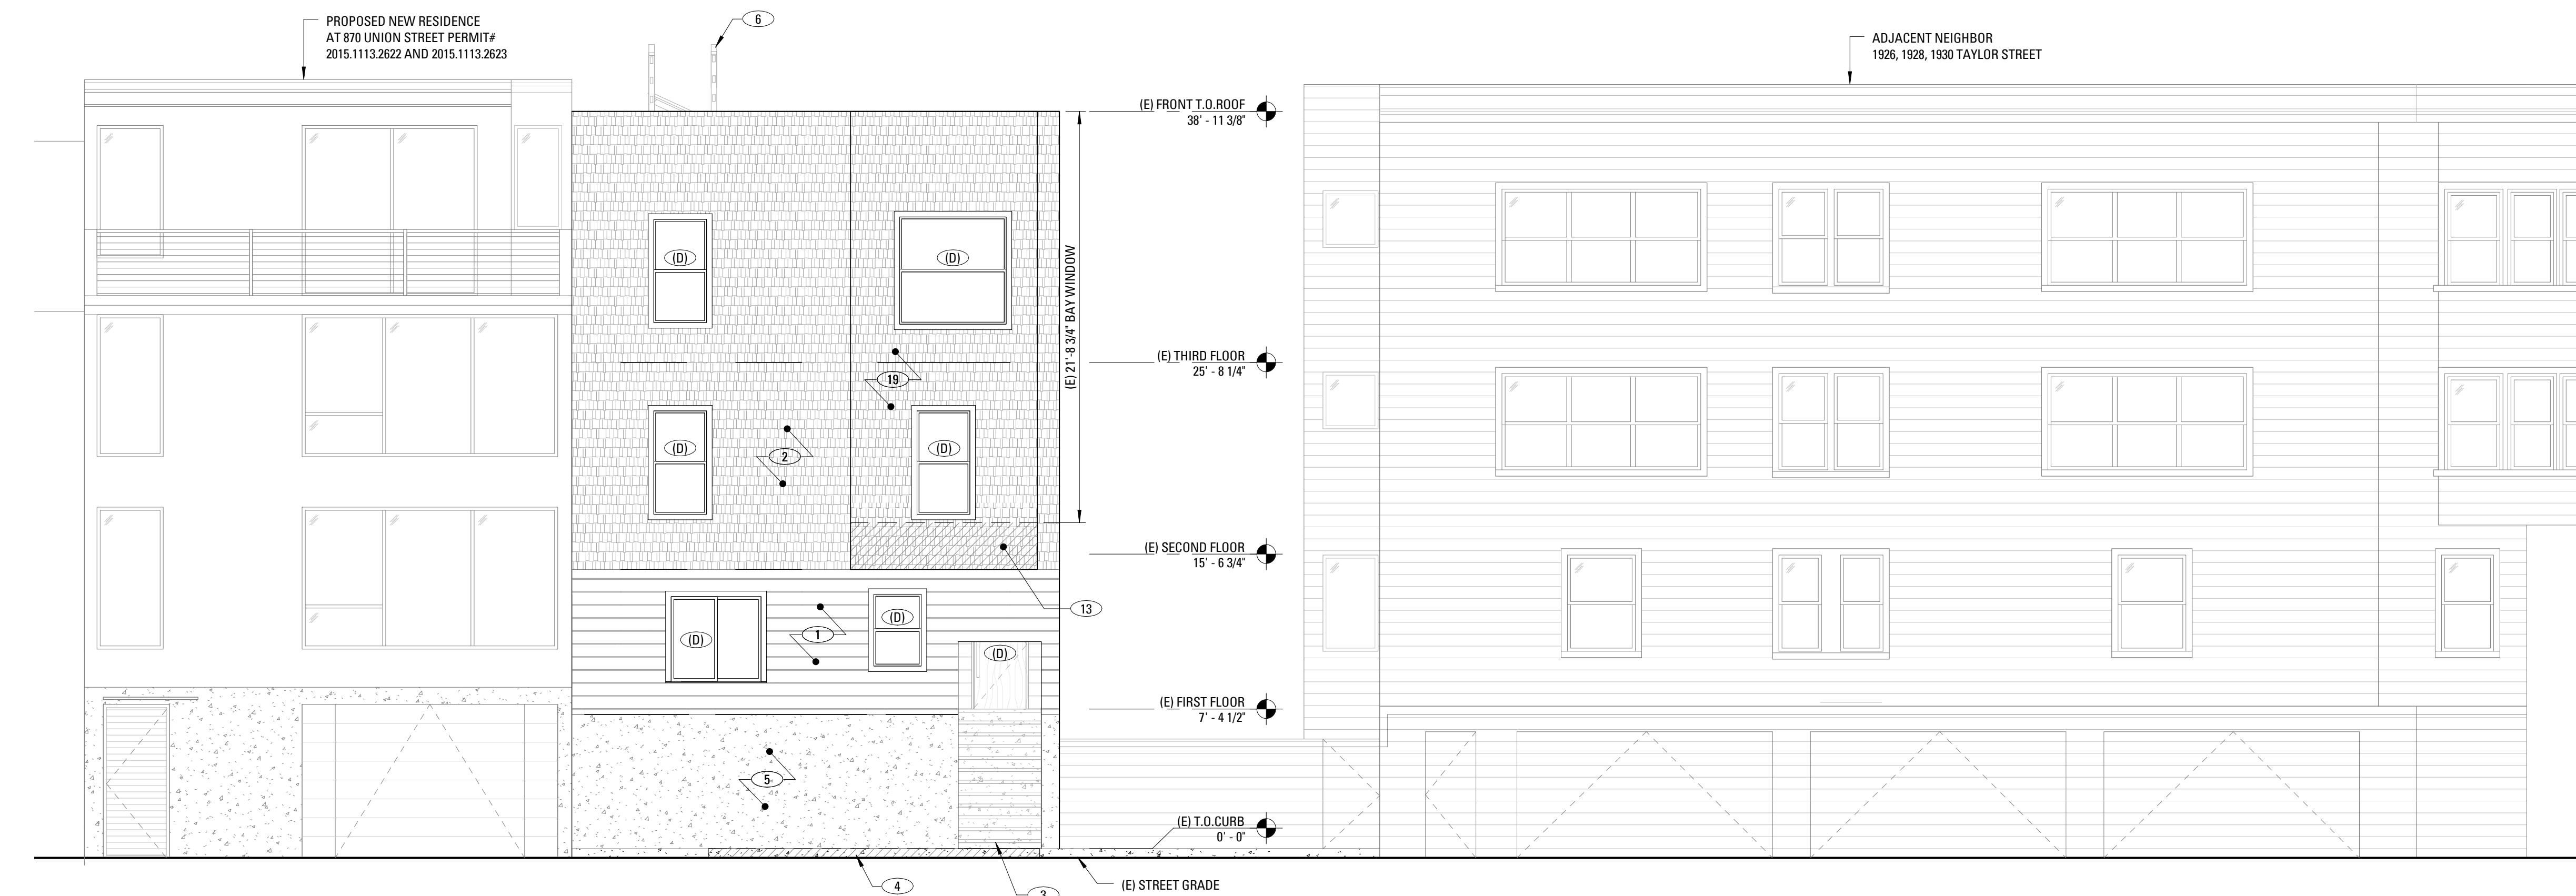 PROPOSED NEW RESIDENCE
AT 870 UNION STREET PERMIT#
2015.1113.2622 AND 2015.1113.2623
6
ADJACENT NEIGHBOR
1926, 1928, 1930 TAYLOR STREET
(E) FRONT T.O.ROOF
38' - 11 3/8"
(D)
(D)
(E) 21'-8 3/4" BAY WINDOW
(E) THIRD FLOOR
25' - 8 1/4"
19
(D)
2
(D)
(E) SECOND FLOOR
15' - 6 3/4"
13
(D)
1
(D)
(D)
(E) FIRST FLOOR
7' - 4 1/2"
5
(E) T.O.CURB
0' - 0"
4
3
(E) STREET GRADE